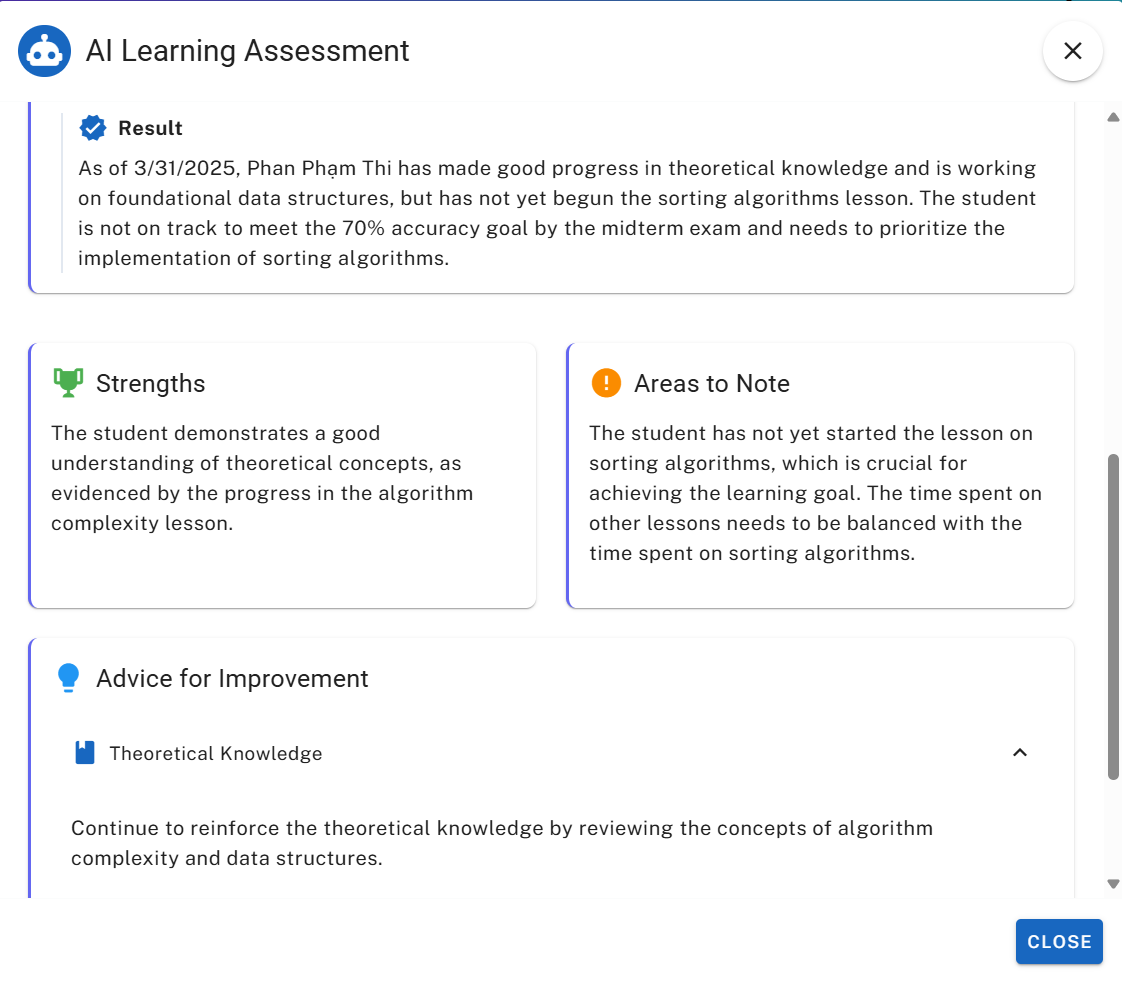 AI Learning Assessment
Result
As of 3/31/2025, Phan Phạm Thi has made good progress in theoretical knowledge and is working
on foundational data structures, but has not yet begun the sorting algorithms lesson. The student
is not on track to meet the 70% accuracy goal by the midterm exam and needs to prioritize the
implementation of sorting algorithms.
Strengths
The student demonstrates a good
understanding of theoretical concepts, as
evidenced by the progress in the algorithm
complexity lesson.
Areas to Note
The student has not yet started the lesson on
sorting algorithms, which is crucial for
achieving the learning goal. The time spent on
other lessons needs to be balanced with the
time spent on sorting algorithms.
Advice for Improvement
Theoretical Knowledge
Continue to reinforce the theoretical knowledge by reviewing the concepts of algorithm
complexity and data structures.
CLOSE